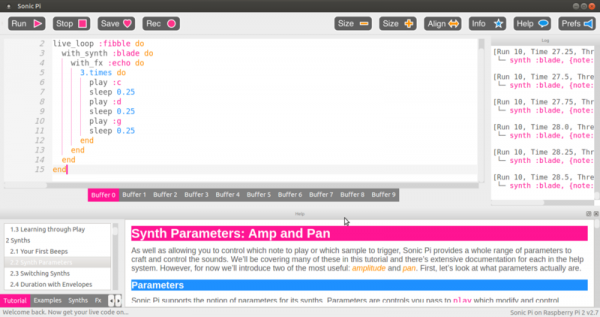 Sonic Pi
Run Stop Save Rec Size Size Align Info Help Prefs
Log
2 live_loop :fibble do
3 with_synth :blade do
4 with_fx :echo do
5 3.times do
6 play :c
7 sleep 0.25
8 play :d
9 sleep 0.25
10 play :g
11 sleep 0.25
12 end
13 end
14 end
15 end
[Run 10, Time 27.25, Thre
synth :blade, {note:
[Run 10, Time 27.5, Three
synth :blade, {note:
[Run 10, Time 27.75, Thre
synth :blade, {note:
[Run 10, Time 28.0, Three
synth :blade, {note:
[Run 10, Time 28.25, Thre
synth :blade, {note:
[Run 10, Time 28.5, Three
synth :blade, {note:
Buffer 0 Buffer 1 Buffer 2 Buffer 3 Buffer 4 Buffer 5 Buffer 6 Buffer 7 Buffer 8 Buffer 9
Help
1.3 Learning through Play
2 Synths
2.1 Your First Beeps
2.2 Synth Parameters
2.3 Switching Synths
2.4 Duration with Envelopes
Tutorial Examples Synths Fx
Synth Parameters: Amp and Pan
As well as allowing you to control which note to play or which sample to trigger, Sonic Pi provides a whole range of parameters to
craft and control the sounds. We'll be covering many of these in this tutorial and there's extensive documentation for each in the help
system. However, for now we'll introduce two of the most useful: amplitude and pan. First, let's look at what parameters actually are.
Parameters
Sonic Pi supports the notion of parameters for its synths. Parameters are controls you pass to play which modify and control
Welcome back. Now get your live code on...
Sonic Pi on Raspberry Pi 2 v2.7